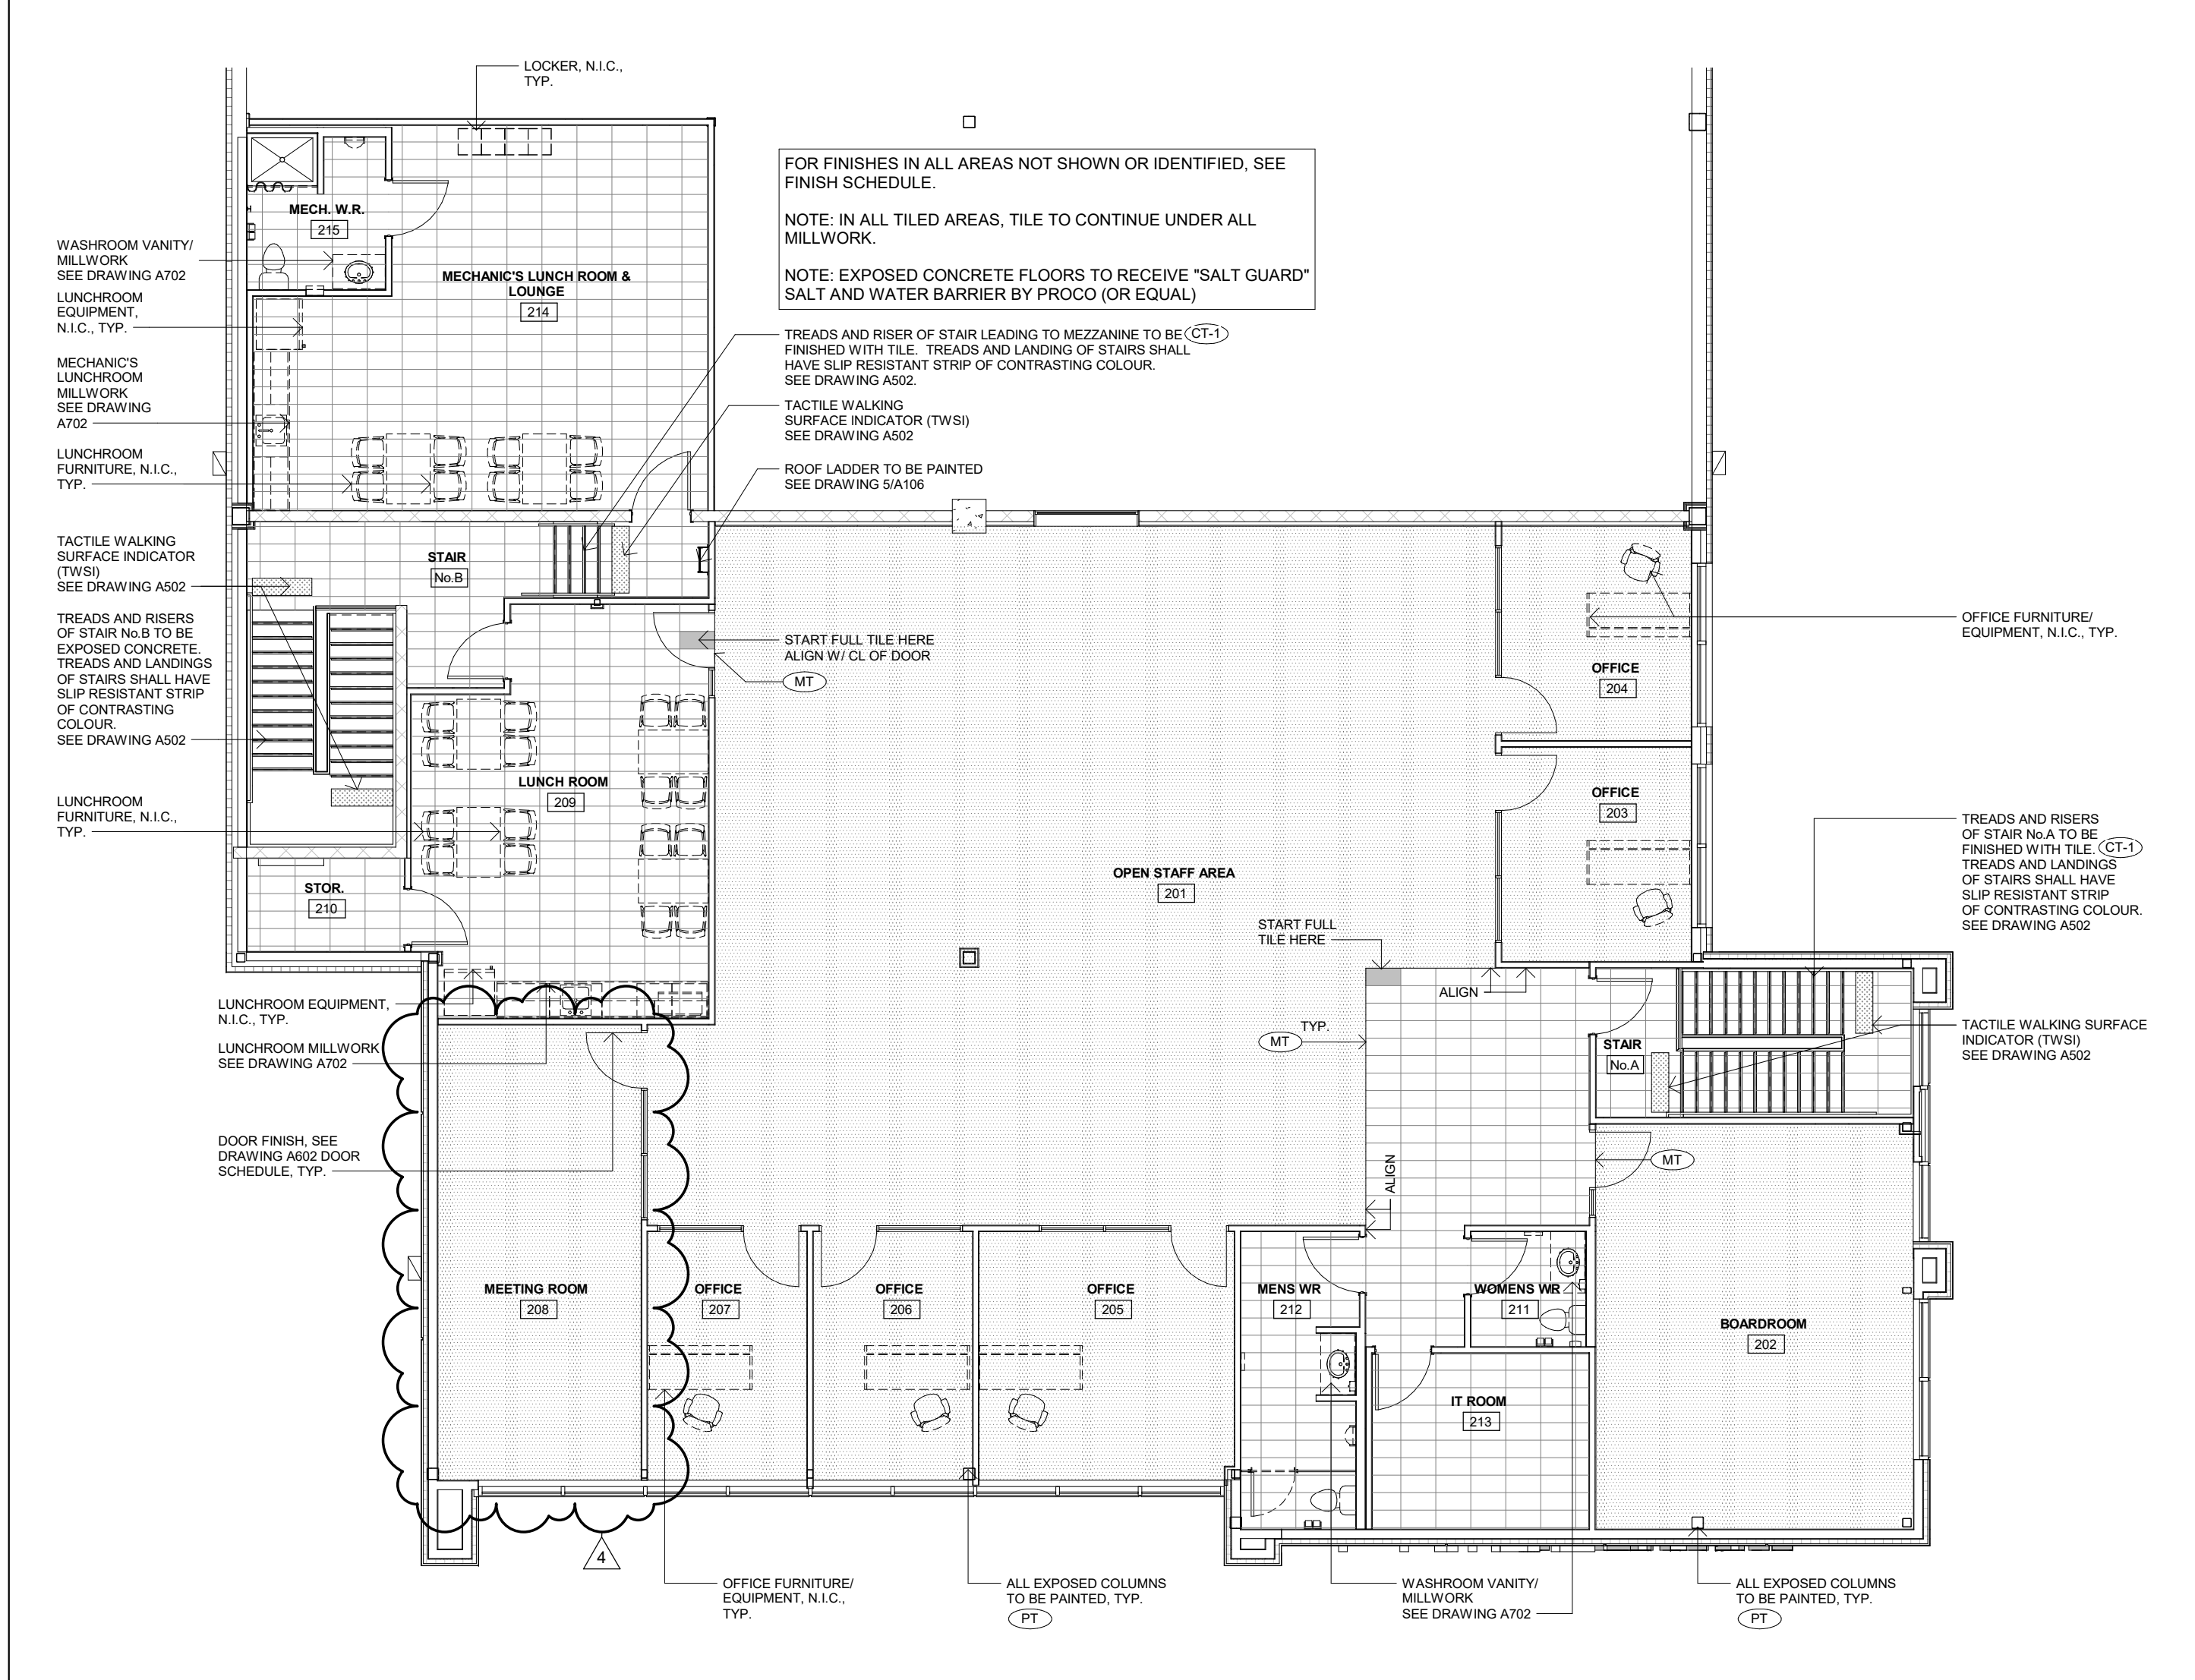 LOCKER, N.I.C.,
TYP.
FOR FINISHES IN ALL AREAS NOT SHOWN OR IDENTIFIED, SEE
FINISH SCHEDULE.
NOTE: IN ALL TILED AREAS, TILE TO CONTINUE UNDER ALL
MILLWORK.
NOTE: EXPOSED CONCRETE FLOORS TO RECEIVE "SALT GUARD"
SALT AND WATER BARRIER BY PROCO (OR EQUAL)
MECH. W.R.
215
WASHROOM VANITY/
MILLWORK
SEE DRAWING A702
LUNCHROOM
EQUIPMENT,
N.I.C., TYP.
MECHANIC'S LUNCH ROOM &
LOUNGE
214
MECHANIC'S
LUNCHROOM
MILLWORK
SEE DRAWING
A702
LUNCHROOM
FURNITURE, N.I.C.,
TYP.
TREADS AND RISER OF STAIR LEADING TO MEZZANINE TO BE CT-1
FINISHED WITH TILE. TREADS AND LANDING OF STAIRS SHALL
HAVE SLIP RESISTANT STRIP OF CONTRASTING COLOUR.
SEE DRAWING A502.
TACTILE WALKING
SURFACE INDICATOR (TWSI)
SEE DRAWING A502
ROOF LADDER TO BE PAINTED
SEE DRAWING 5/A106
TACTILE WALKING
SURFACE INDICATOR
(TWSI)
SEE DRAWING A502
STAIR
No.B
TREADS AND RISERS
OF STAIR No.B TO BE
EXPOSED CONCRETE.
TREADS AND LANDINGS
OF STAIRS SHALL HAVE
SLIP RESISTANT STRIP
OF CONTRASTING
COLOUR.
SEE DRAWING A502
START FULL TILE HERE
ALIGN W/ CL OF DOOR
MT
OFFICE FURNITURE/
EQUIPMENT, N.I.C., TYP.
OFFICE
204
LUNCH ROOM
209
LUNCHROOM
FURNITURE, N.I.C.,
TYP.
OFFICE
203
TREADS AND RISERS
OF STAIR No.A TO BE
FINISHED WITH TILE. CT-1
TREADS AND LANDINGS
OF STAIRS SHALL HAVE
SLIP RESISTANT STRIP
OF CONTRASTING COLOUR.
SEE DRAWING A502
STOR.
210
OPEN STAFF AREA
201
START FULL
TILE HERE
ALIGN
LUNCHROOM EQUIPMENT,
N.I.C., TYP.
LUNCHROOM MILLWORK
SEE DRAWING A702
TYP.
MT
STAIR
No.A
TACTILE WALKING SURFACE
INDICATOR (TWSI)
SEE DRAWING A502
DOOR FINISH, SEE
DRAWING A602 DOOR
SCHEDULE, TYP.
ALIGN
MT
MEETING ROOM
208
OFFICE
207
OFFICE
206
OFFICE
205
MENS WR
212
WOMENS WR
211
BOARDROOM
202
IT ROOM
213
4
OFFICE FURNITURE/
EQUIPMENT, N.I.C.,
TYP.
ALL EXPOSED COLUMNS
TO BE PAINTED, TYP.
PT
WASHROOM VANITY/
MILLWORK
SEE DRAWING A702
ALL EXPOSED COLUMNS
TO BE PAINTED, TYP.
PT